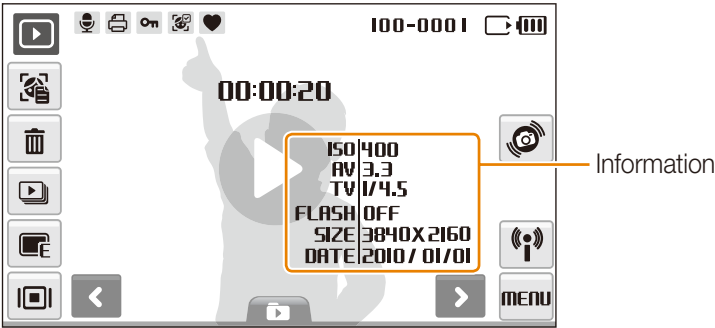 100-0001
00:00:20
ISO 400
AV 3.3
TV 1/4.5
FLASH OFF
SIZE 3840X2160
DATE 2010/01/01
Information
E
MENU